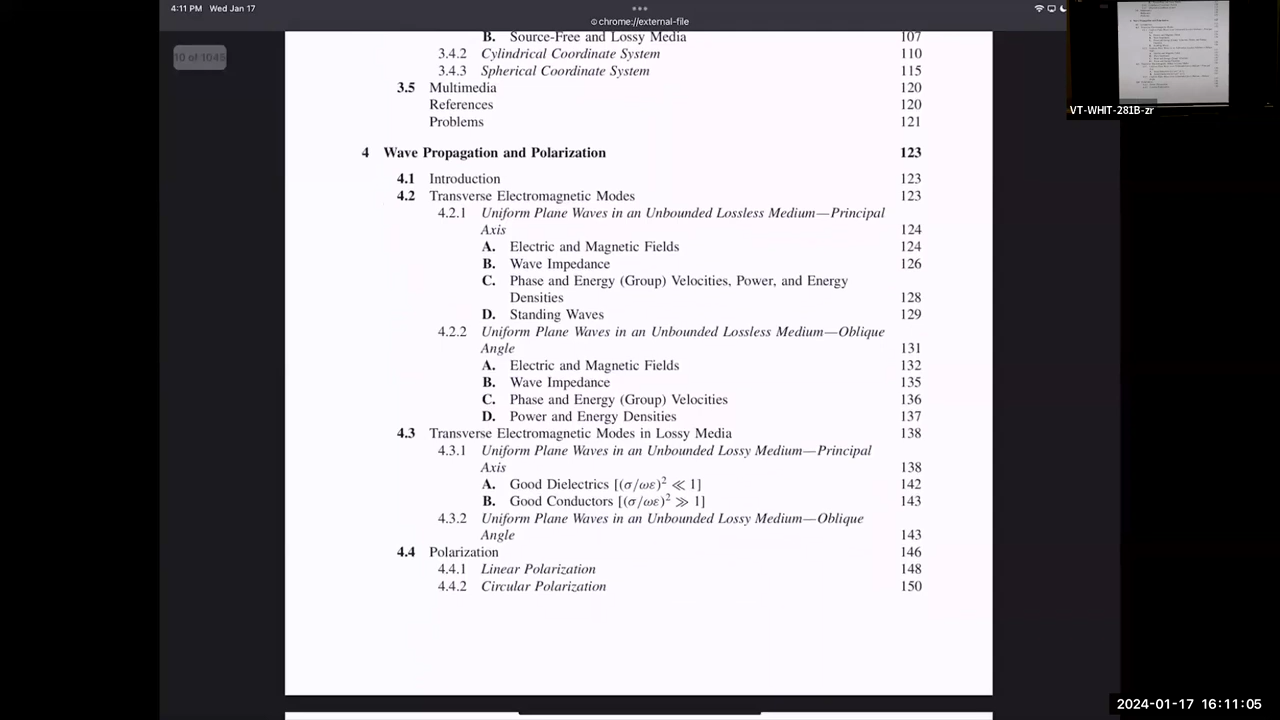 4:11 PM Wed Jan 17
chrome://external-file
10 of 1045
VT-WHIT-281B-zr
B. Source-Free and Lossy Media 107
3.4.2 Cylindrical Coordinate System 110
3.4.3 Spherical Coordinate System 115
3.5 Multimedia 120
References 120
Problems 121
4 Wave Propagation and Polarization 123
4.1 Introduction 123
4.2 Transverse Electromagnetic Modes 123
4.2.1 Uniform Plane Waves in an Unbounded Lossless Medium—Principal
Axis 124
A. Electric and Magnetic Fields 124
B. Wave Impedance 126
C. Phase and Energy (Group) Velocities, Power, and Energy
Densities 128
D. Standing Waves 129
4.2.2 Uniform Plane Waves in an Unbounded Lossless Medium—Oblique
Angle 131
A. Electric and Magnetic Fields 132
B. Wave Impedance 135
C. Phase and Energy (Group) Velocities 136
D. Power and Energy Densities 137
4.3 Transverse Electromagnetic Modes in Lossy Media 138
4.3.1 Uniform Plane Waves in an Unbounded Lossy Medium—Principal
Axis 138
A. Good Dielectrics [(σ/ωε)² ≪ 1] 142
B. Good Conductors [(σ/ωε)² ≫ 1] 143
4.3.2 Uniform Plane Waves in an Unbounded Lossy Medium—Oblique
Angle 143
4.4 Polarization 146
4.4.1 Linear Polarization 148
4.4.2 Circular Polarization 150
2024-01-17 16:11:05